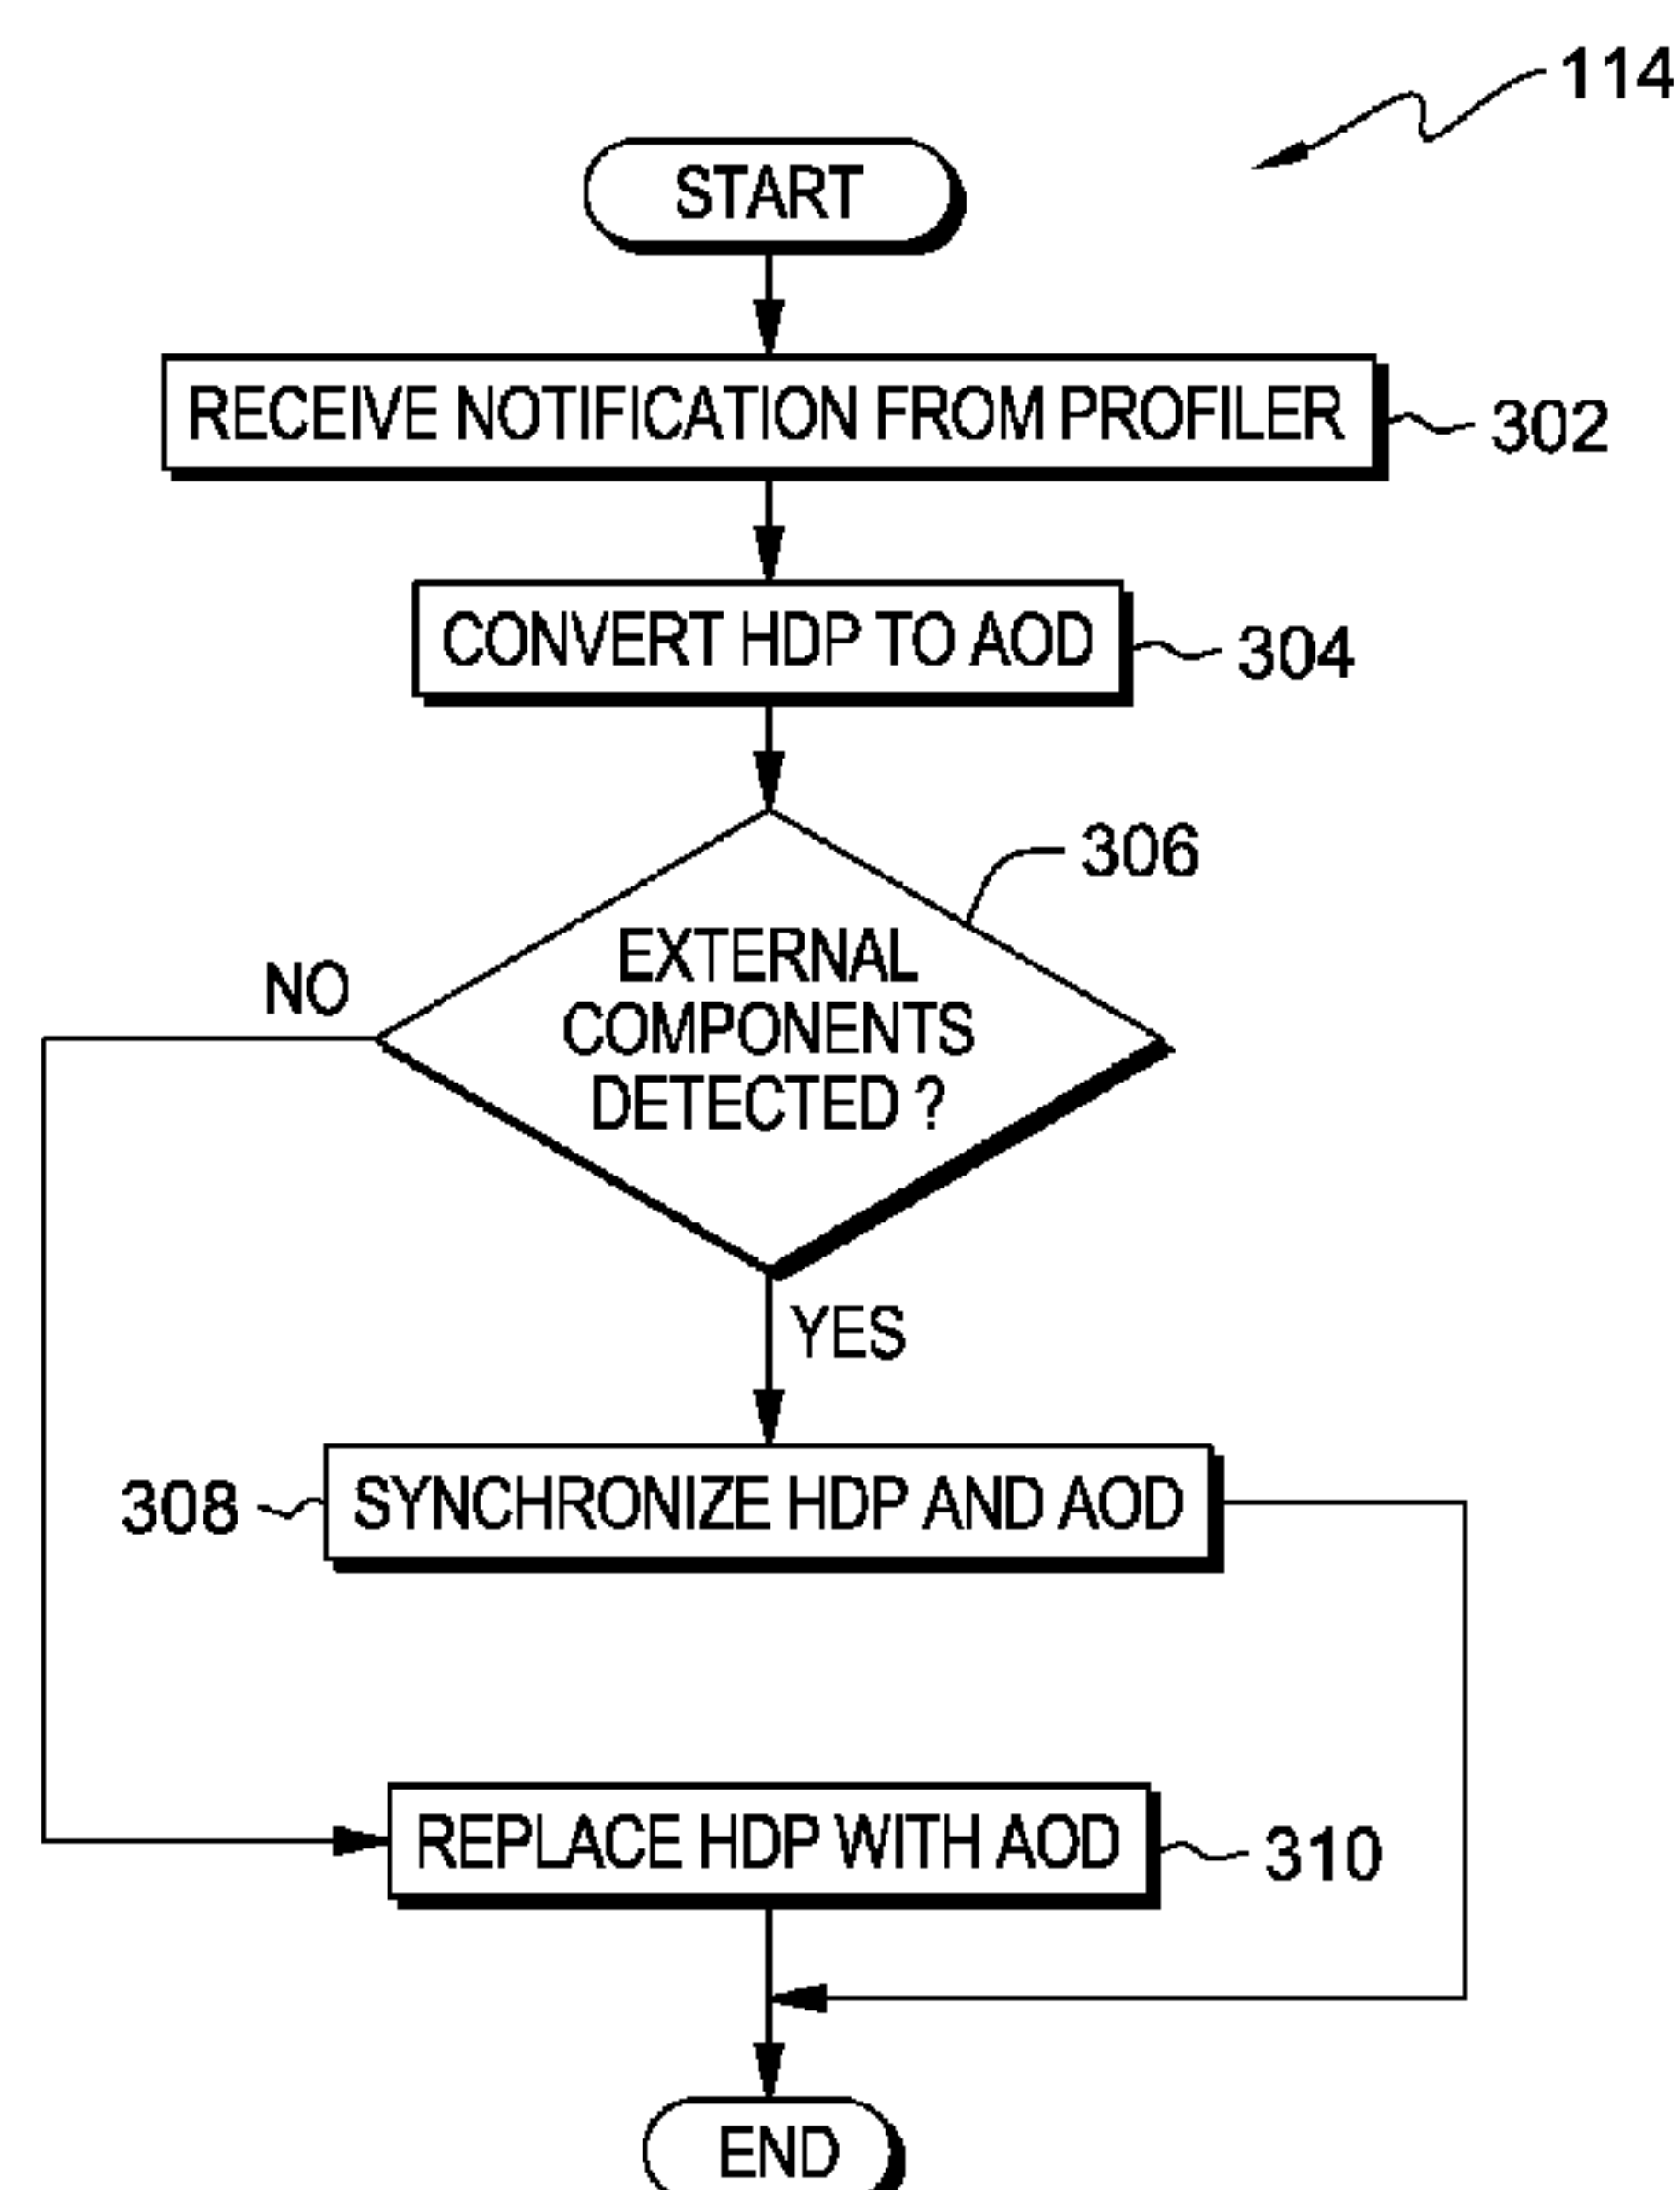 114
START
RECEIVE NOTIFICATION FROM PROFILER
302
CONVERT HDP TO AOD
304
306
EXTERNAL
COMPONENTS
DETECTED ?
NO
YES
308
SYNCHRONIZE HDP AND AOD
REPLACE HDP WITH AOD
310
END